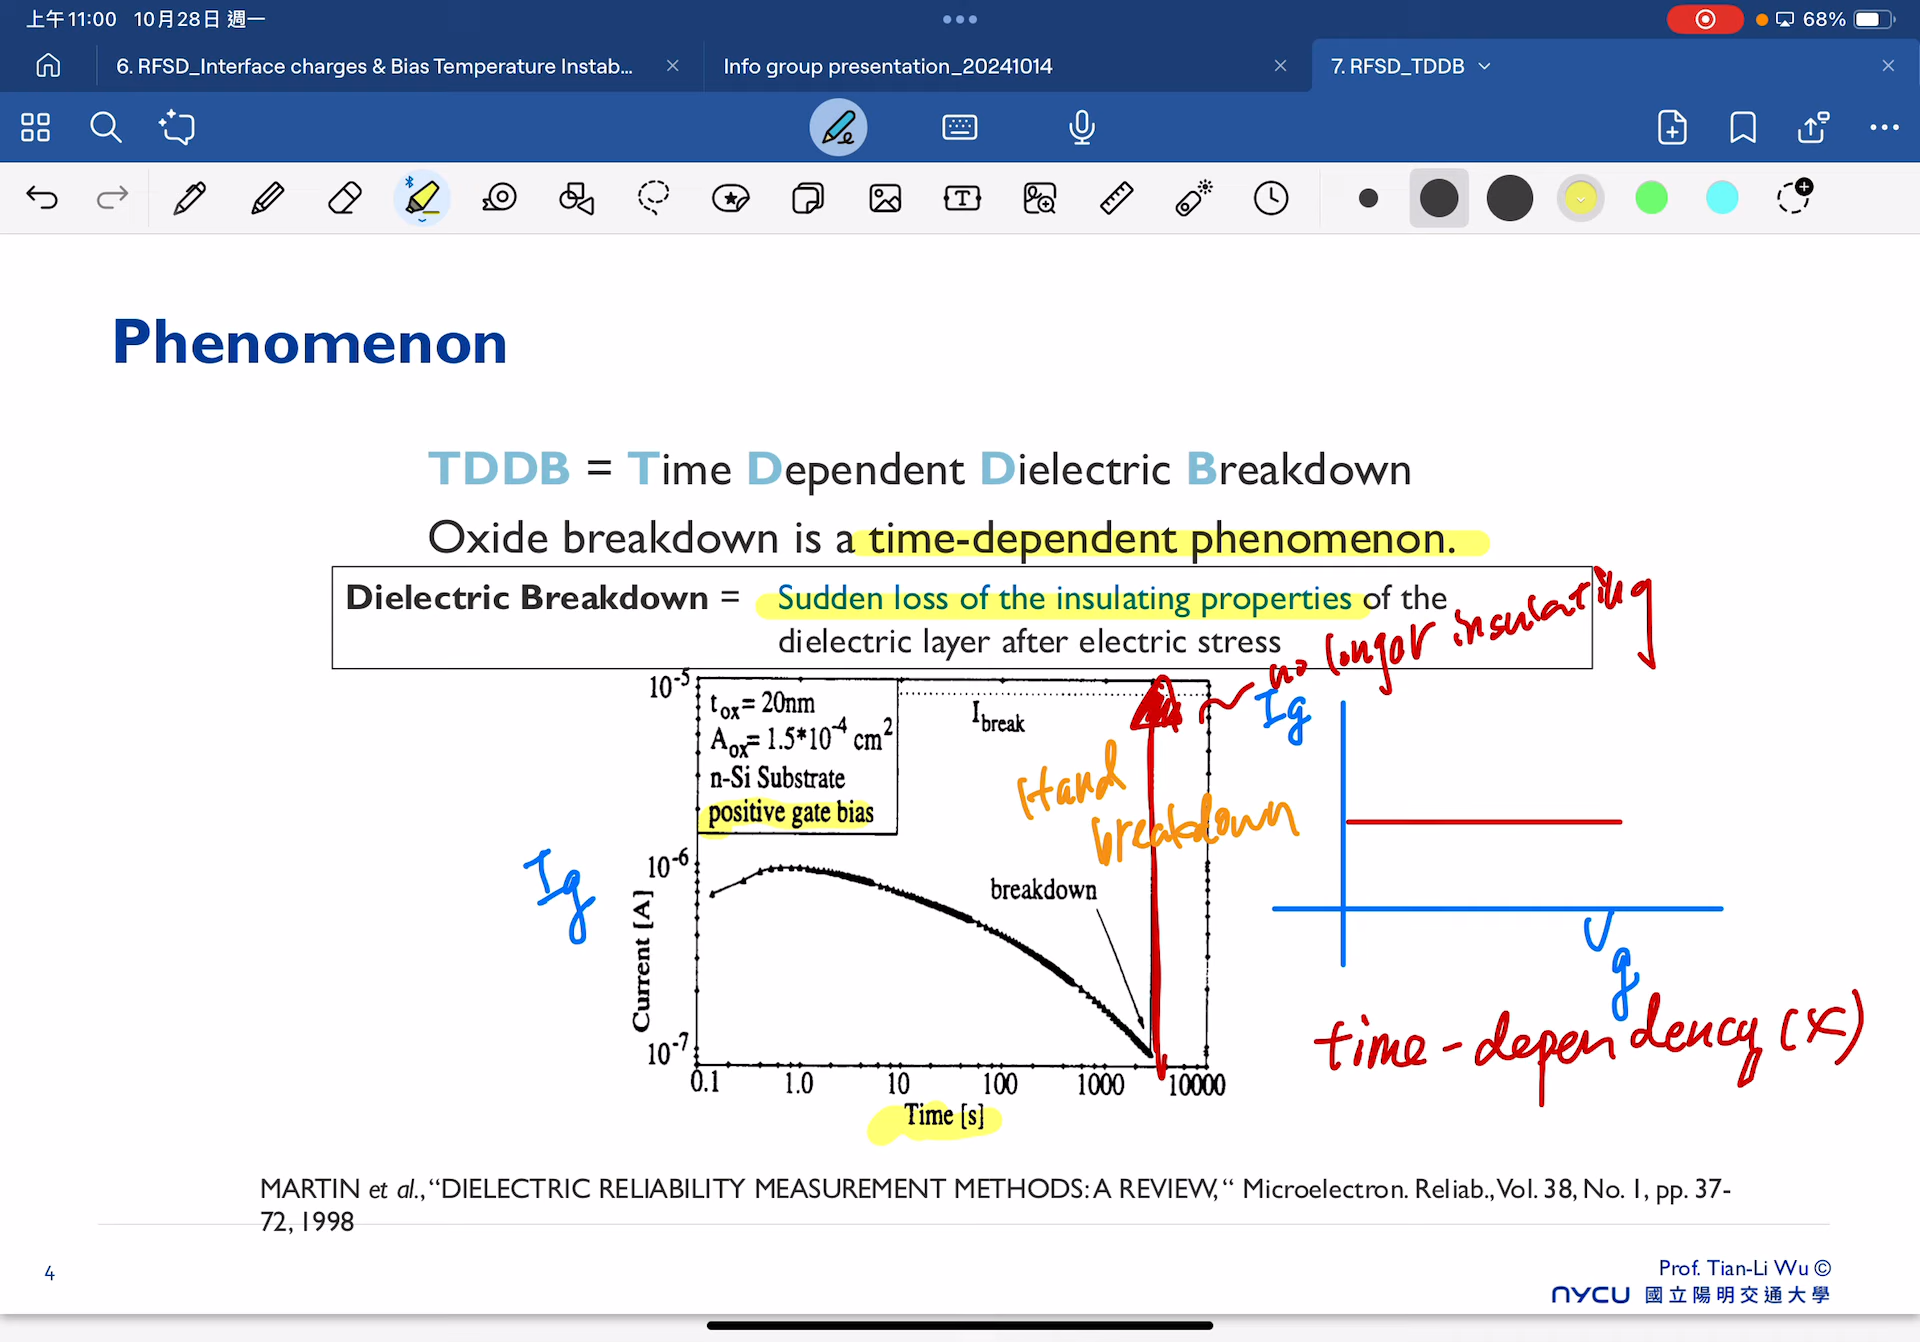 上午11:00 10月28日 週一
68%
6. RFSD_Interface charges & Bias Temperature Instab...
Info group presentation_20241014
7. RFSD_TDDB
Phenomenon
TDDB = Time Dependent Dielectric Breakdown
Oxide breakdown is a time-dependent phenomenon.
Dielectric Breakdown = Sudden loss of the insulating properties of the
dielectric layer after electric stress
no longer insulating
10-5
tox= 20nm
Aox= 1.5*10-4 cm2
n-Si Substrate
positive gate bias
Ibreak
Ig
Hand
breakdown
10-6
Ig
Current [A]
breakdown
Vg
10-7
time-dependency (x)
0.1 1.0 10 100 1000 10000
Time [s]
MARTIN et al., “DIELECTRIC RELIABILITY MEASUREMENT METHODS: A REVIEW,“ Microelectron. Reliab., Vol. 38, No. 1, pp. 37-
72, 1998
4
Prof. Tian-Li Wu ©
NYCU 國立陽明交通大學